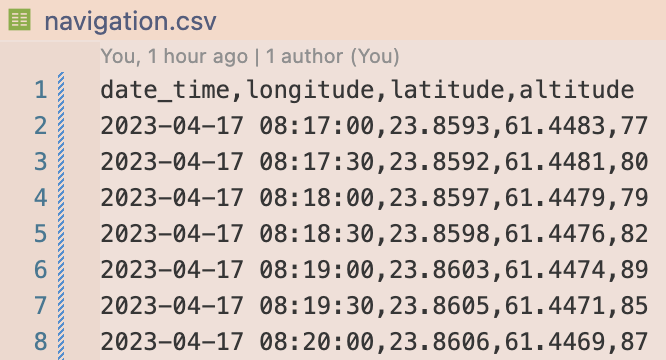 navigation.csv
You, 1 hour ago | 1 author (You)
1 date_time,longitude,latitude,altitude
2 2023-04-17 08:17:00,23.8593,61.4483,77
3 2023-04-17 08:17:30,23.8592,61.4481,80
4 2023-04-17 08:18:00,23.8597,61.4479,79
5 2023-04-17 08:18:30,23.8598,61.4476,82
6 2023-04-17 08:19:00,23.8603,61.4474,89
7 2023-04-17 08:19:30,23.8605,61.4471,85
8 2023-04-17 08:20:00,23.8606,61.4469,87